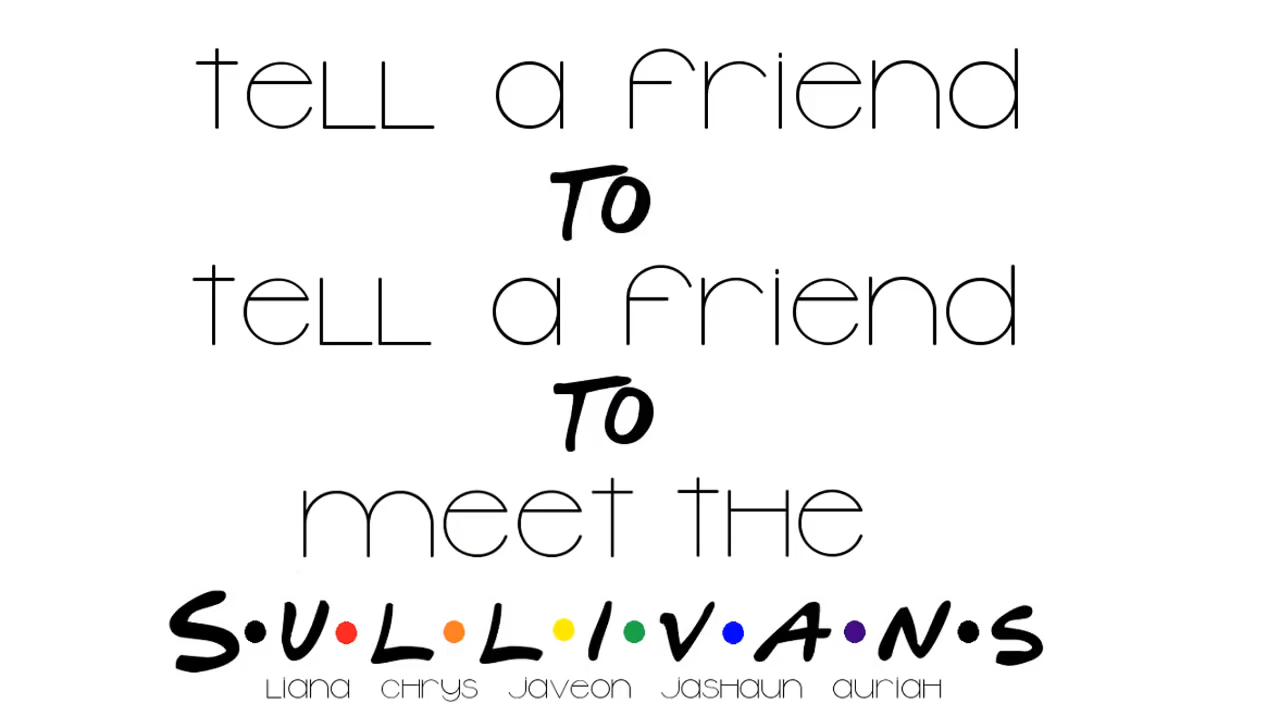 tell a friend
TO
tell a friend
TO
meet the
S•U•L•L•I•V•A•N•S
Liana chrys Javeon Jashaun auriah